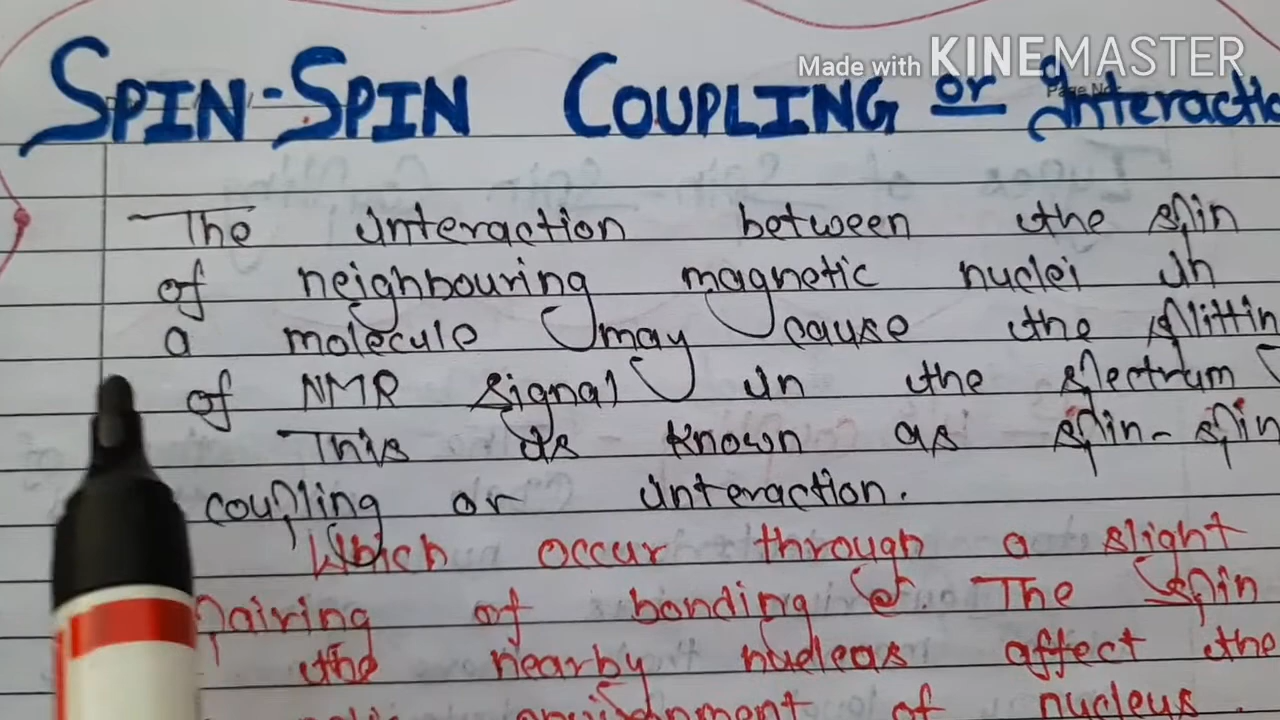 Made with KINEMASTER
SPIN-SPIN COUPLING or Interactio
The interaction between the spin
of neighbouring magnetic nuclei in
a molecule may cause the splittin
of NMR signal in the spectrum
This is known as spin-spin
coupling or interaction.
Which occur through a slight
pairing of bonding e-. The spin
the nearby nucleas affect the
environment of nucleus.